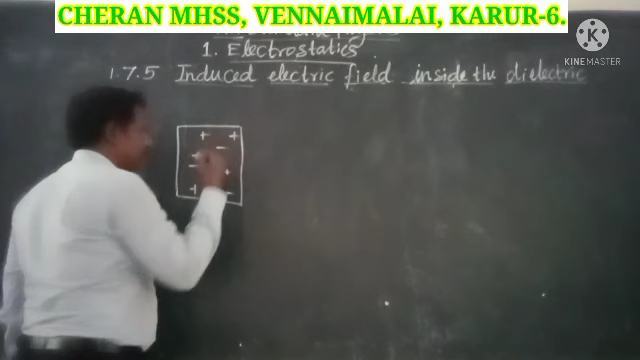 CHERAN MHSS, VENNAIMALAI, KARUR-6.
K
KINEMASTER
1. Electrostatics
1.7.5 Induced electric field inside the dielectric
+ +
-
-
- +
+ -